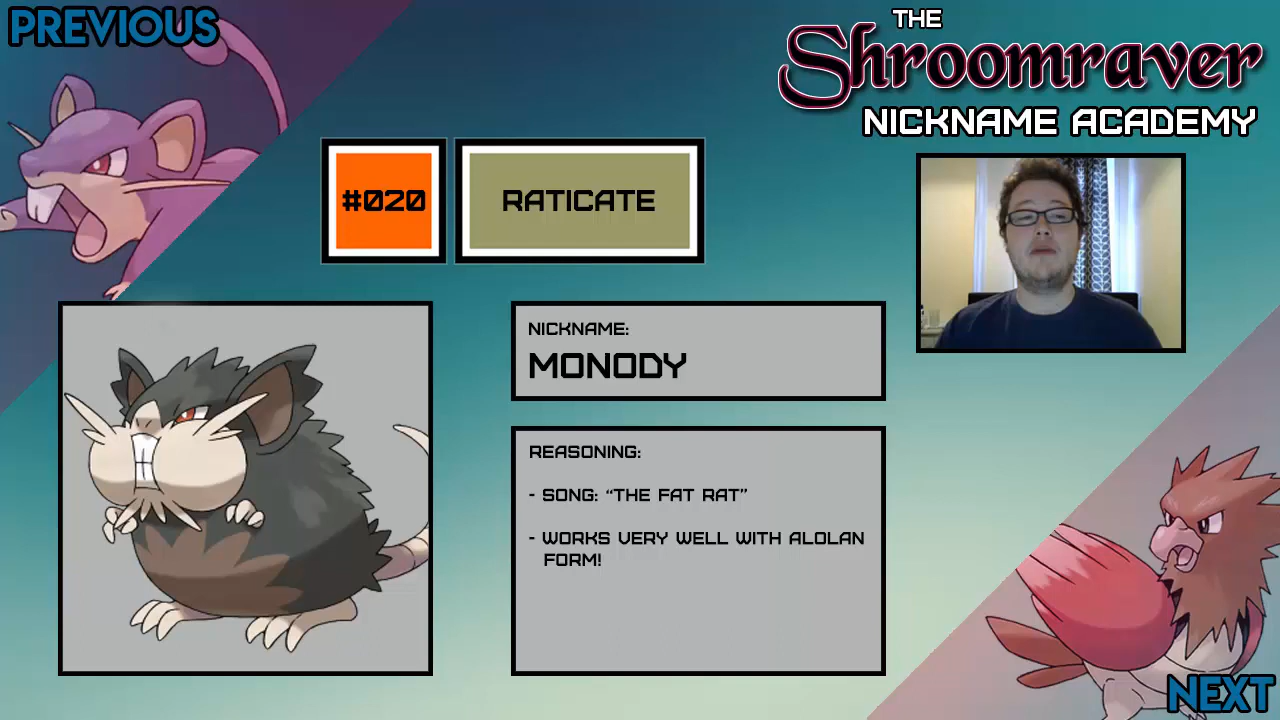 PREVIOUS
THE
Shroomraver
NICKNAME ACADEMY
#020
RATICATE
NICKNAME:
MONODY
REASONING:
- SONG: “THE FAT RAT”
- WORKS VERY WELL WITH ALOLAN
FORM!
NEXT